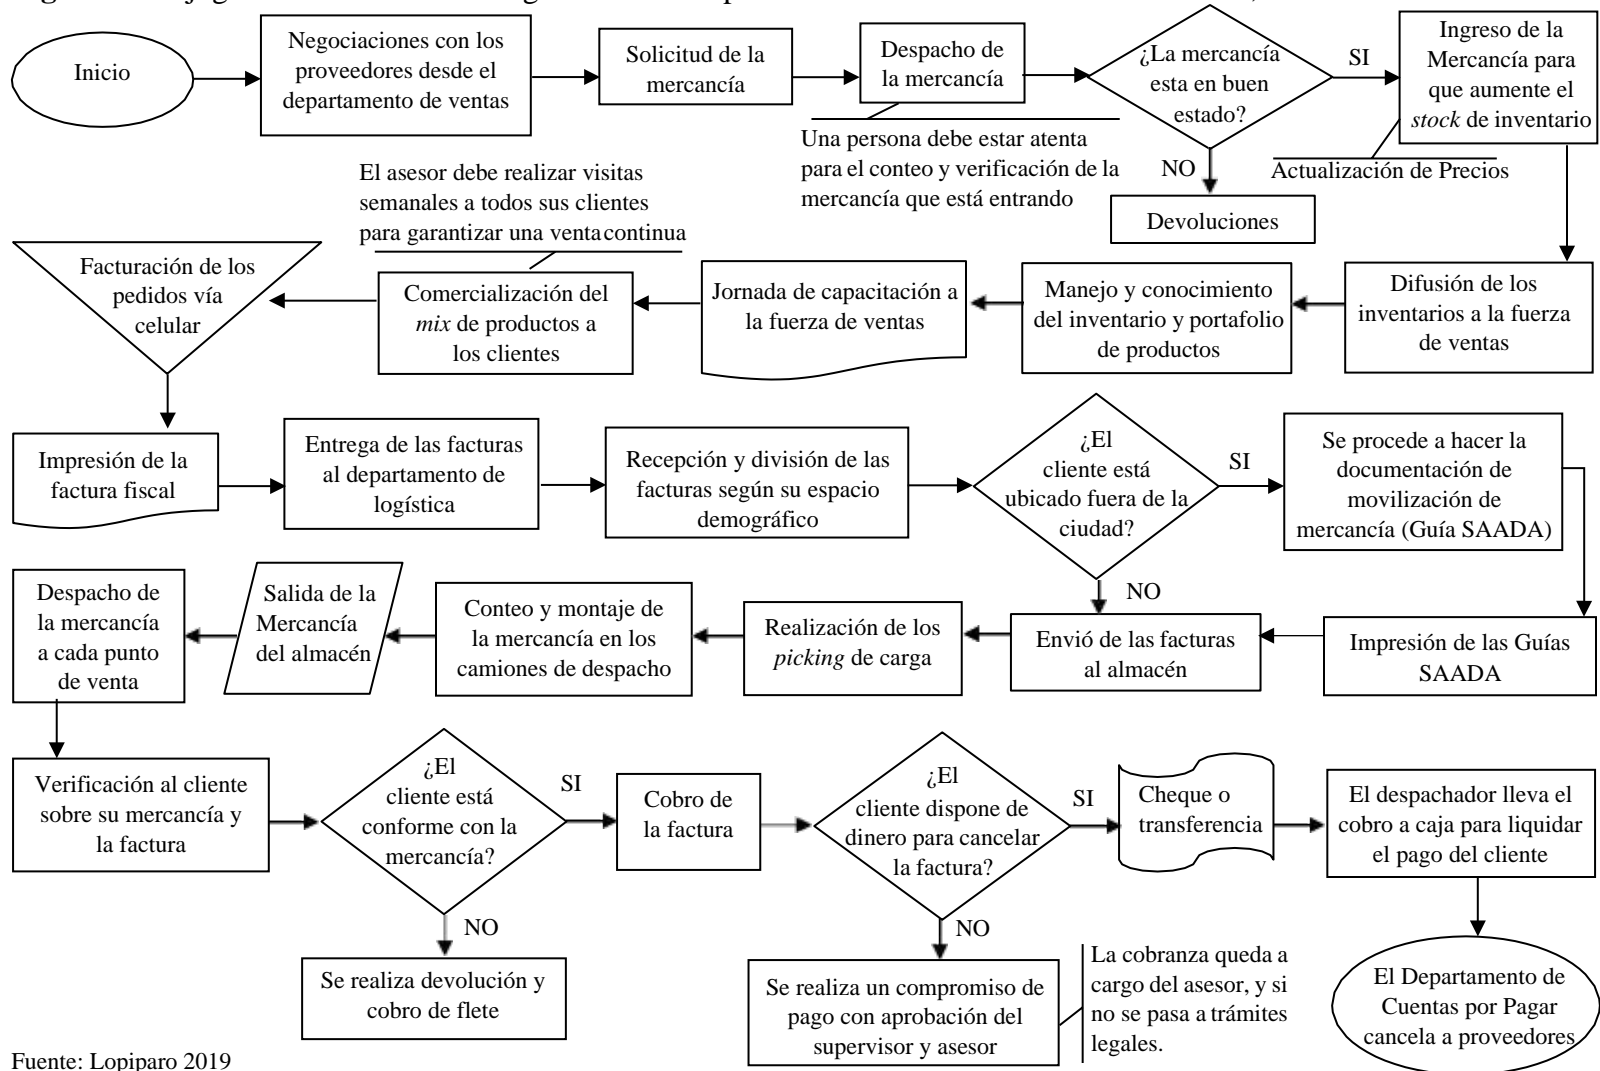 Inicio
Negociaciones con los
proveedores desde el
departamento de ventas
Solicitud de la
mercancía
Despacho de
la mercancía
Una persona debe estar atenta
para el conteo y verificación de la
mercancía que está entrando
¿La mercancía
esta en buen
estado?
SI
NO
Devoluciones
Ingreso de la
Mercancía para
que aumente el
stock de inventario
Actualización de Precios
Difusión de los
inventarios a la fuerza
de ventas
Manejo y conocimiento
del inventario y portafolio
de productos
Jornada de capacitación a
la fuerza de ventas
El asesor debe realizar visitas
semanales a todos sus clientes
para garantizar una venta continua
Comercialización del
mix de productos a
los clientes
Facturación de los
pedidos vía
celular
Impresión de la
factura fiscal
Entrega de las facturas
al departamento de
logística
Recepción y división de las
facturas según su espacio
demográfico
¿El
cliente está
ubicado fuera de la
ciudad?
SI
NO
Se procede a hacer la
documentación de
movilización de
mercancía (Guía SAADA)
Impresión de las Guías
SAADA
Envió de las facturas
al almacén
Realización de los
picking de carga
Conteo y montaje de
la mercancía en los
camiones de despacho
Salida de la
Mercancía
del almacén
Despacho de
la mercancía
a cada punto
de venta
Verificación al cliente
sobre su mercancía y
la factura
¿El
cliente está
conforme con la
mercancía?
SI
NO
Se realiza devolución y
cobro de flete
Cobro de
la factura
¿El
cliente dispone de
dinero para cancelar
la factura?
SI
NO
Se realiza un compromiso de
pago con aprobación del
supervisor y asesor
La cobranza queda a
cargo del asesor, y si
no se pasa a trámites
legales.
Cheque o
transferencia
El despachador lleva el
cobro a caja para liquidar
el pago del cliente
El Departamento de
Cuentas por Pagar
cancela a proveedores
Fuente: Lopiparo 2019